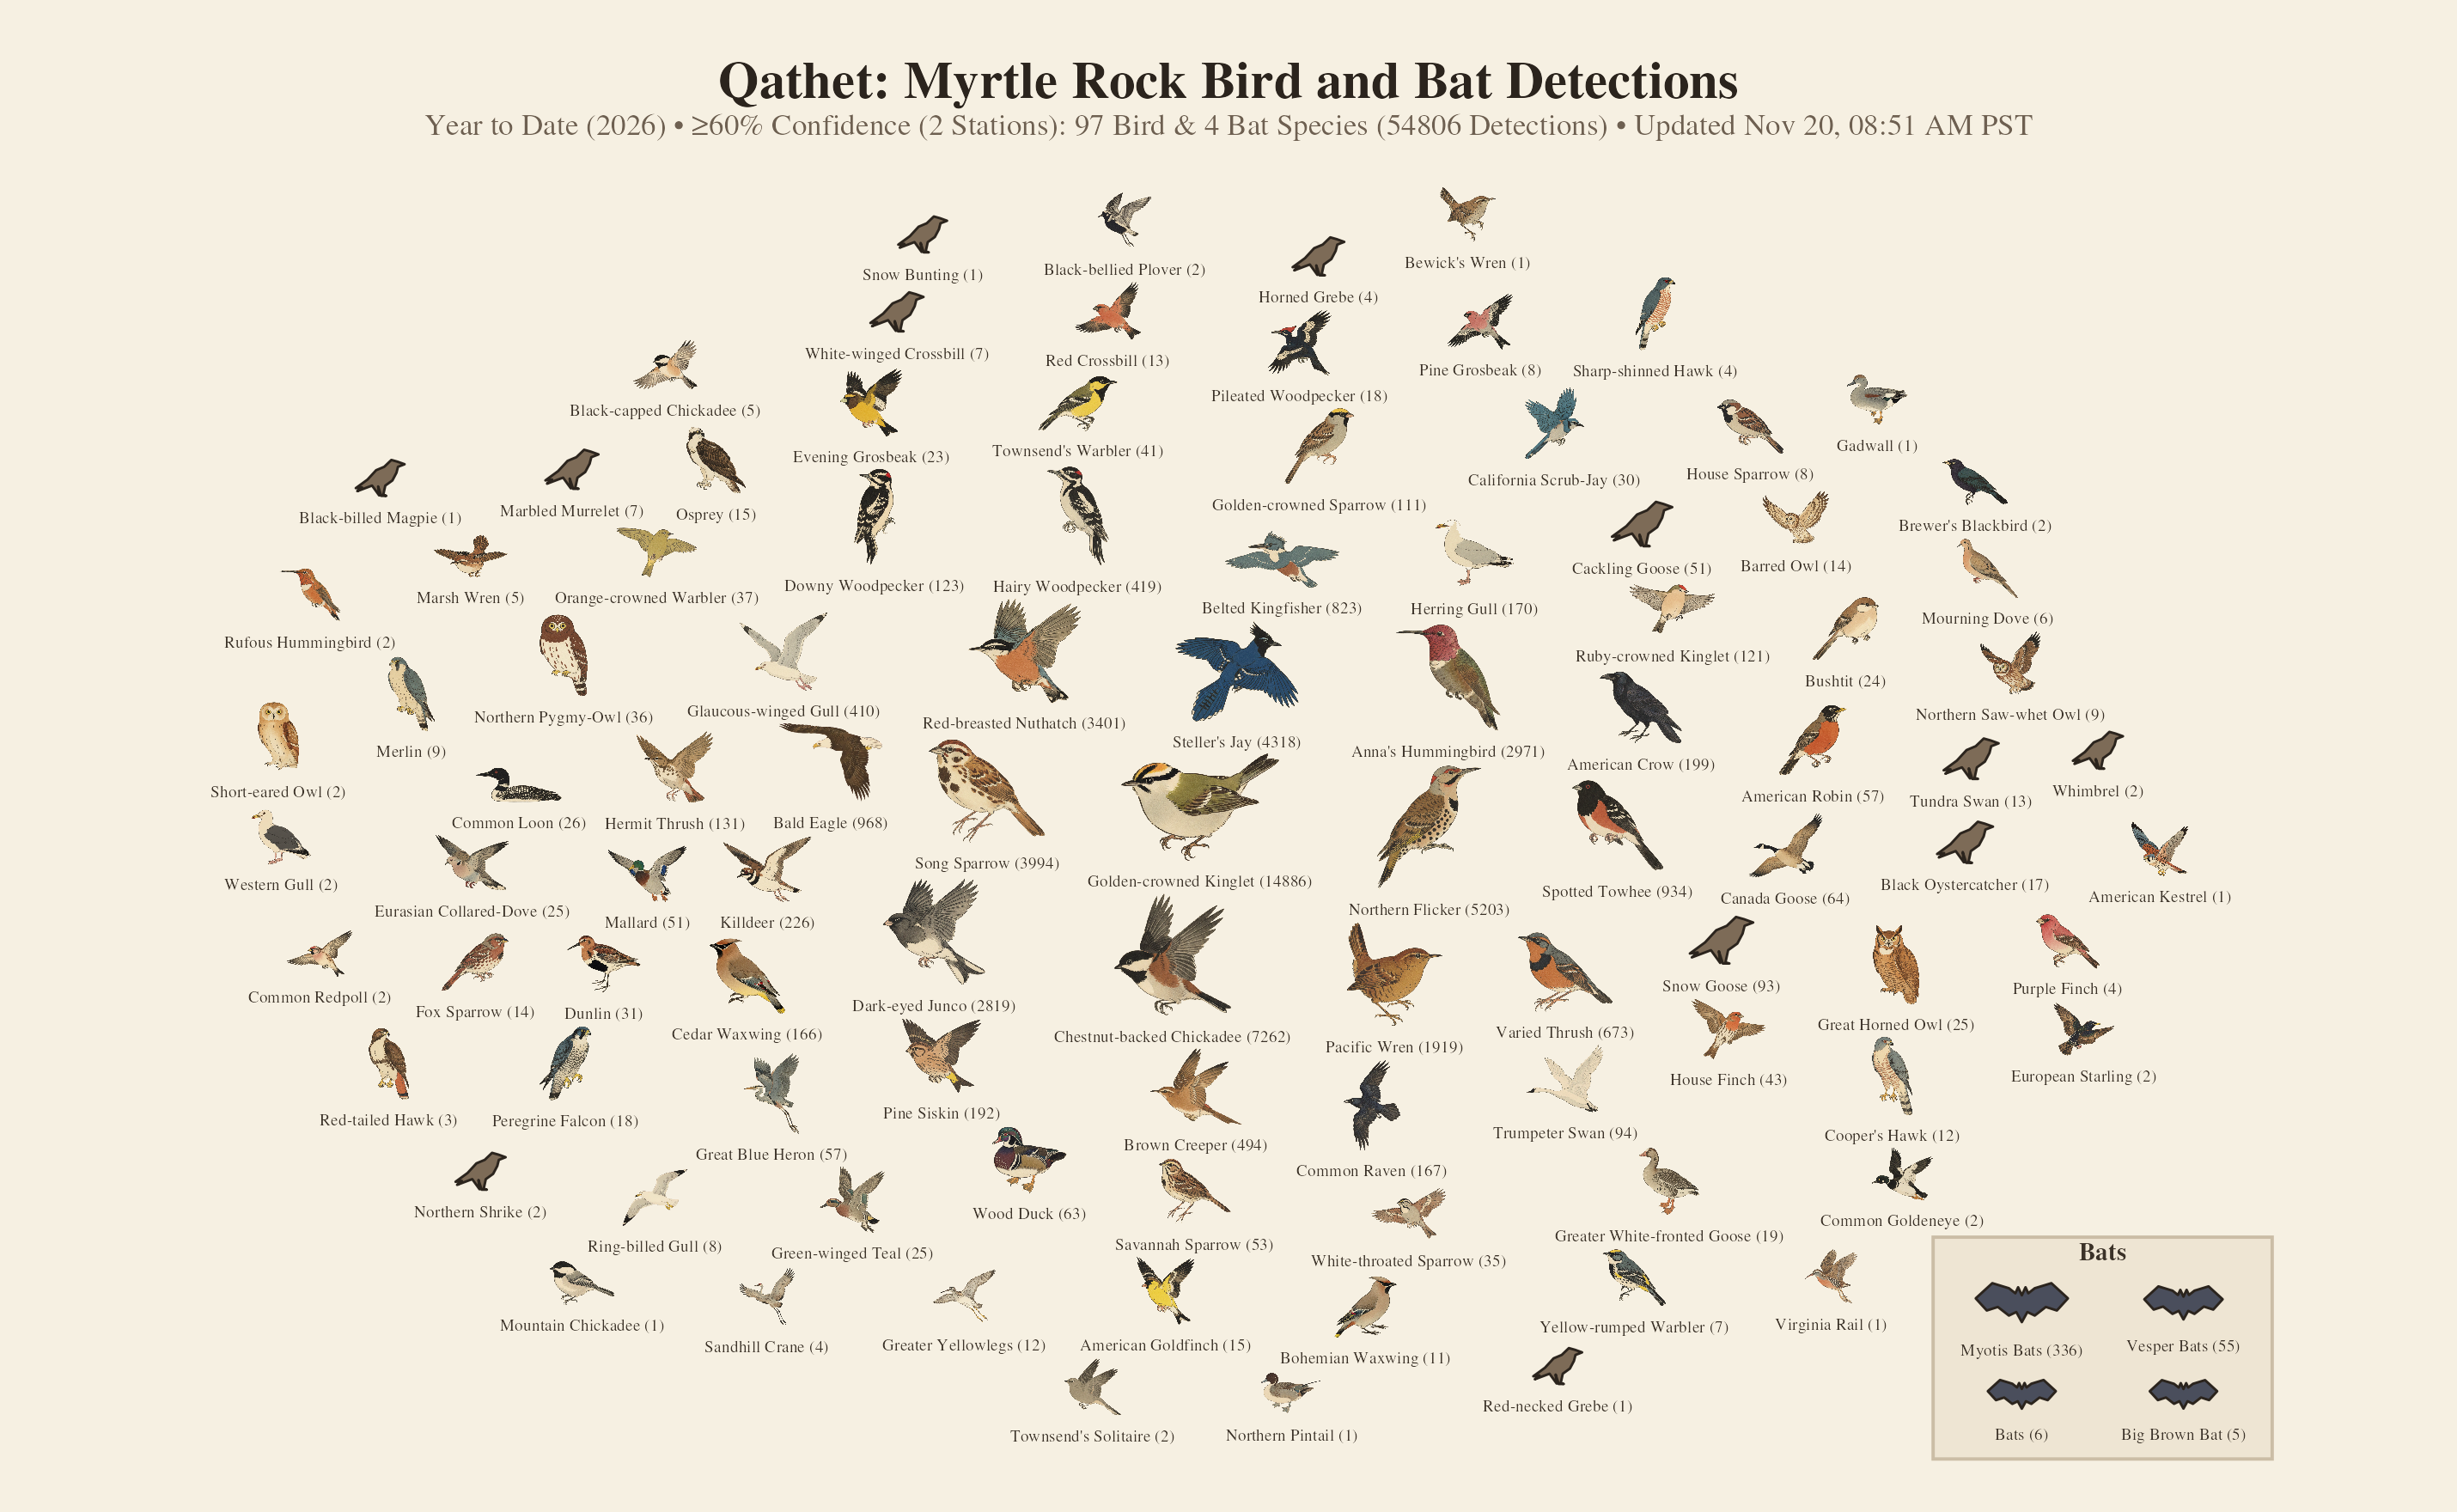 Qathet: Myrtle Rock Bird and Bat Detections
Year to Date (2026) • ≥60% Confidence (2 Stations): 97 Bird & 4 Bat Species (54806 Detections) • Updated Nov 20, 08:51 AM PST
Snow Bunting (1)
Black-bellied Plover (2)
Horned Grebe (4)
Bewick's Wren (1)
White-winged Crossbill (7)
Red Crossbill (13)
Pileated Woodpecker (18)
Pine Grosbeak (8)
Sharp-shinned Hawk (4)
Black-capped Chickadee (5)
Evening Grosbeak (23)
Townsend's Warbler (41)
Golden-crowned Sparrow (111)
California Scrub-Jay (30)
House Sparrow (8)
Gadwall (1)
Black-billed Magpie (1)
Marbled Murrelet (7)
Osprey (15)
Downy Woodpecker (123)
Hairy Woodpecker (419)
Belted Kingfisher (823)
Herring Gull (170)
Cackling Goose (51)
Barred Owl (14)
Brewer's Blackbird (2)
Rufous Hummingbird (2)
Marsh Wren (5)
Orange-crowned Warbler (37)
Mourning Dove (6)
Ruby-crowned Kinglet (121)
Bushtit (24)
Northern Saw-whet Owl (9)
Merlin (9)
Northern Pygmy-Owl (36)
Glaucous-winged Gull (410)
Red-breasted Nuthatch (3401)
Steller's Jay (4318)
Anna's Hummingbird (2971)
American Crow (199)
American Robin (57)
Tundra Swan (13)
Whimbrel (2)
Short-eared Owl (2)
Common Loon (26)
Hermit Thrush (131)
Bald Eagle (968)
Song Sparrow (3994)
Golden-crowned Kinglet (14886)
Northern Flicker (5203)
Spotted Towhee (934)
Canada Goose (64)
Black Oystercatcher (17)
American Kestrel (1)
Western Gull (2)
Eurasian Collared-Dove (25)
Mallard (51)
Killdeer (226)
Dark-eyed Junco (2819)
Chestnut-backed Chickadee (7262)
Pacific Wren (1919)
Varied Thrush (673)
Snow Goose (93)
Great Horned Owl (25)
Purple Finch (4)
Common Redpoll (2)
Fox Sparrow (14)
Dunlin (31)
Cedar Waxwing (166)
House Finch (43)
European Starling (2)
Red-tailed Hawk (3)
Peregrine Falcon (18)
Great Blue Heron (57)
Pine Siskin (192)
Brown Creeper (494)
Common Raven (167)
Trumpeter Swan (94)
Cooper's Hawk (12)
Northern Shrike (2)
Ring-billed Gull (8)
Green-winged Teal (25)
Wood Duck (63)
Savannah Sparrow (53)
White-throated Sparrow (35)
Greater White-fronted Goose (19)
Common Goldeneye (2)
Mountain Chickadee (1)
Sandhill Crane (4)
Greater Yellowlegs (12)
American Goldfinch (15)
Bohemian Waxwing (11)
Yellow-rumped Warbler (7)
Virginia Rail (1)
Townsend's Solitaire (2)
Northern Pintail (1)
Red-necked Grebe (1)
Bats
Myotis Bats (336)
Vesper Bats (55)
Bats (6)
Big Brown Bat (5)